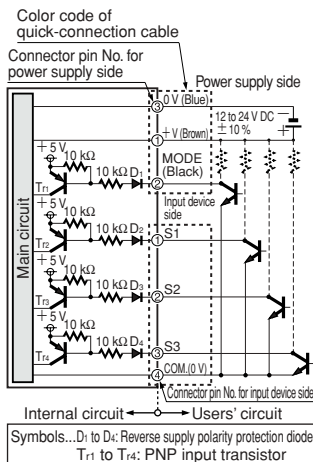 Color code of
quick-connection cable
Connector pin No. for
power supply side
Power supply side
③ 0 V (Blue)
12 to 24 V DC
± 10 %
+
① + V (Brown)
+ 5 V
10 kΩ
MODE
(Black)
10 kΩ D1
②
Tr1
Input device
side
Main circuit
+ 5 V
10 kΩ
10 kΩ D2
① S1
Tr2
+ 5 V
10 kΩ
10 kΩ D3
② S2
Tr3
+ 5 V
10 kΩ
10 kΩ D4
③ S3
Tr4
④ COM.(0 V)
Connector pin No. for input device side
Internal circuit
Users' circuit
Symbols...D1 to D4: Reverse supply polarity protection diode
Tr1 to Tr4: PNP input transistor